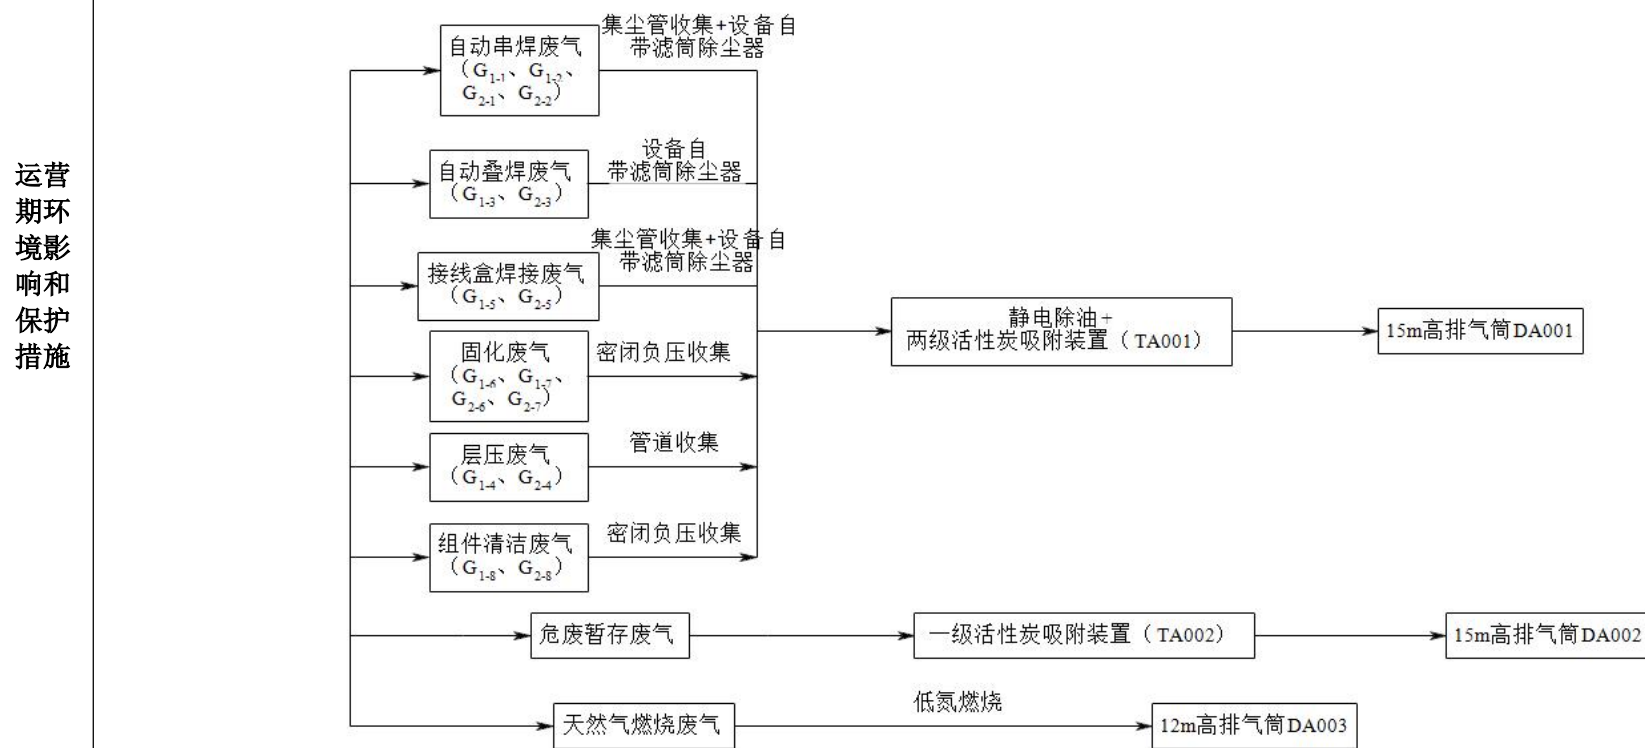 运营
期环
境影
响和
保护
措施
自动串焊废气
（G1-1、G1-2、
G2-1、G2-2）
集尘管收集+设备自
带滤筒除尘器
自动叠焊废气
（G1-3、G2-3）
设备自
带滤筒除尘器
接线盒焊接废气
（G1-5、G2-5）
集尘管收集+设备自
带滤筒除尘器
固化废气
（G1-6、G1-7、
G2-6、G2-7）
密闭负压收集
层压废气
（G1-4、G2-4）
管道收集
组件清洁废气
（G1-8、G2-8）
密闭负压收集
静电除油+
两级活性炭吸附装置（TA001）
15m高排气筒DA001
危废暂存废气
一级活性炭吸附装置（TA002）
15m高排气筒DA002
天然气燃烧废气
低氮燃烧
12m高排气筒DA003